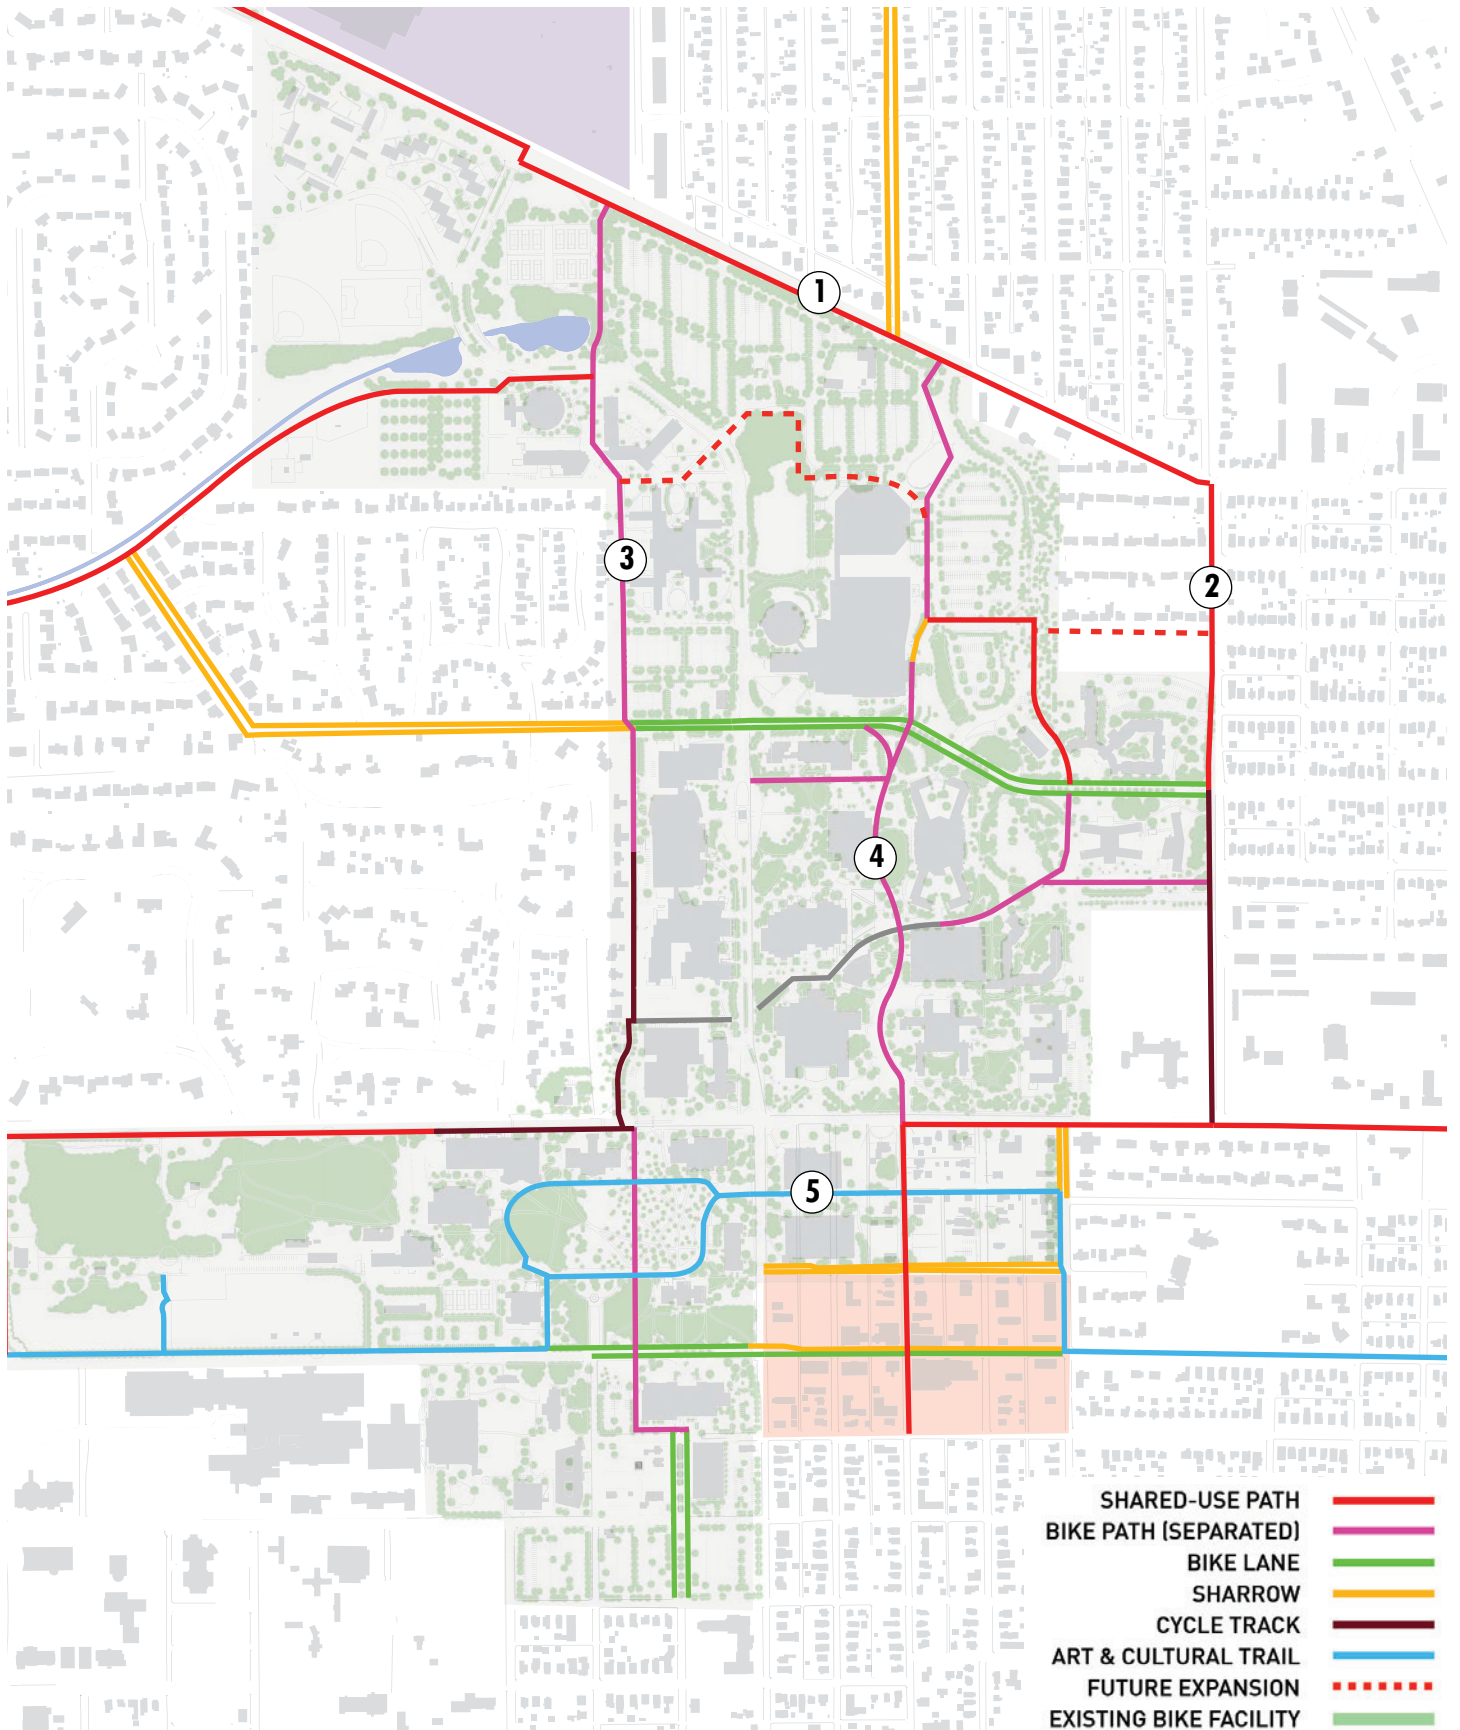 1
3
2
4
5
SHARED-USE PATH
BIKE PATH (SEPARATED)
BIKE LANE
SHARROW
CYCLE TRACK
ART & CULTURAL TRAIL
FUTURE EXPANSION
EXISTING BIKE FACILITY